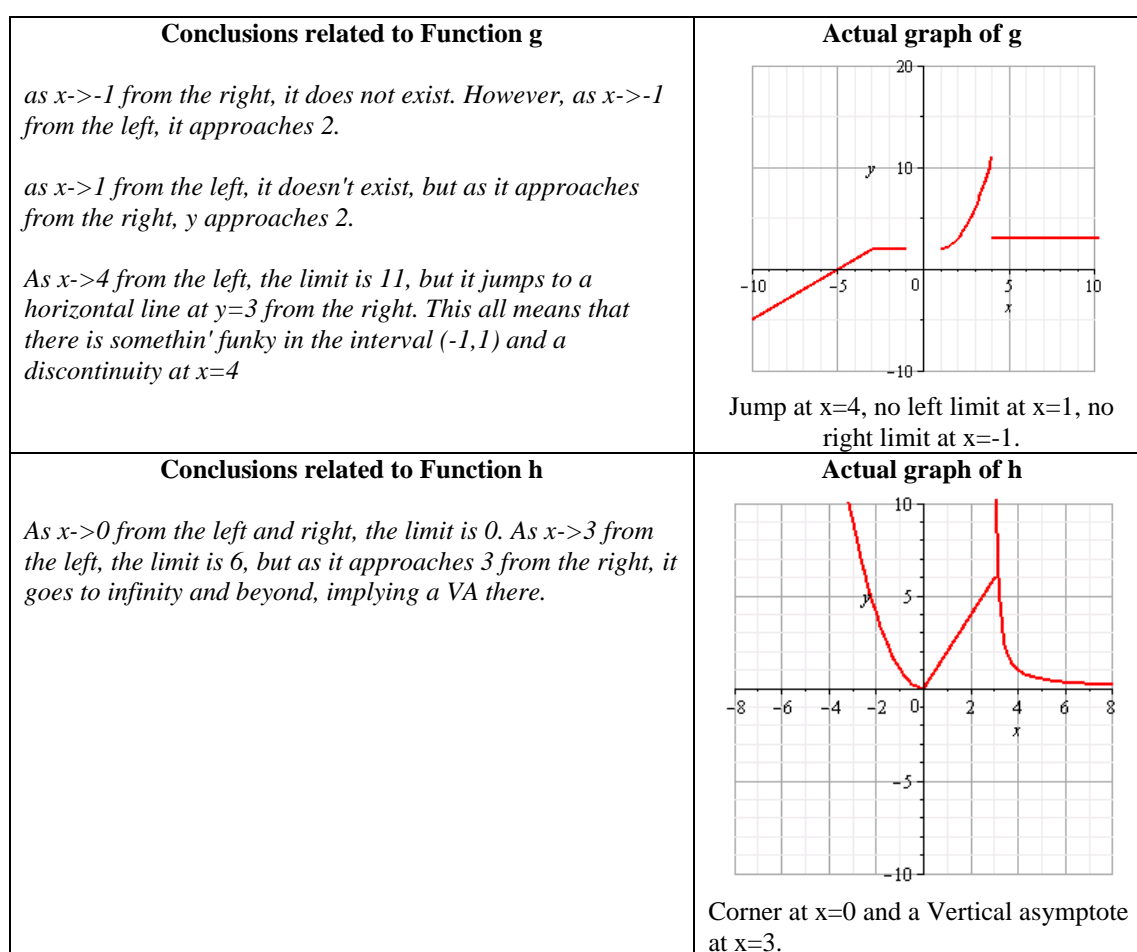 Conclusions related to Function g
as x->-1 from the right, it does not exist. However, as x->-1
from the left, it approaches 2.
as x->1 from the left, it doesn't exist, but as it approaches
from the right, y approaches 2.
As x->4 from the left, the limit is 11, but it jumps to a
horizontal line at y=3 from the right. This all means that
there is somethin' funky in the interval (-1,1) and a
discontinuity at x=4
Actual graph of g
20
y
10
-10
-5
0
5
10
x
-10
Jump at x=4, no left limit at x=1, no
right limit at x=-1.
Conclusions related to Function h
As x->0 from the left and right, the limit is 0. As x->3 from
the left, the limit is 6, but as it approaches 3 from the right, it
goes to infinity and beyond, implying a VA there.
Actual graph of h
10
y
5
-8
-6
-4
-2
0
2
4
6
8
x
-5
-10
Corner at x=0 and a Vertical asymptote
at x=3.